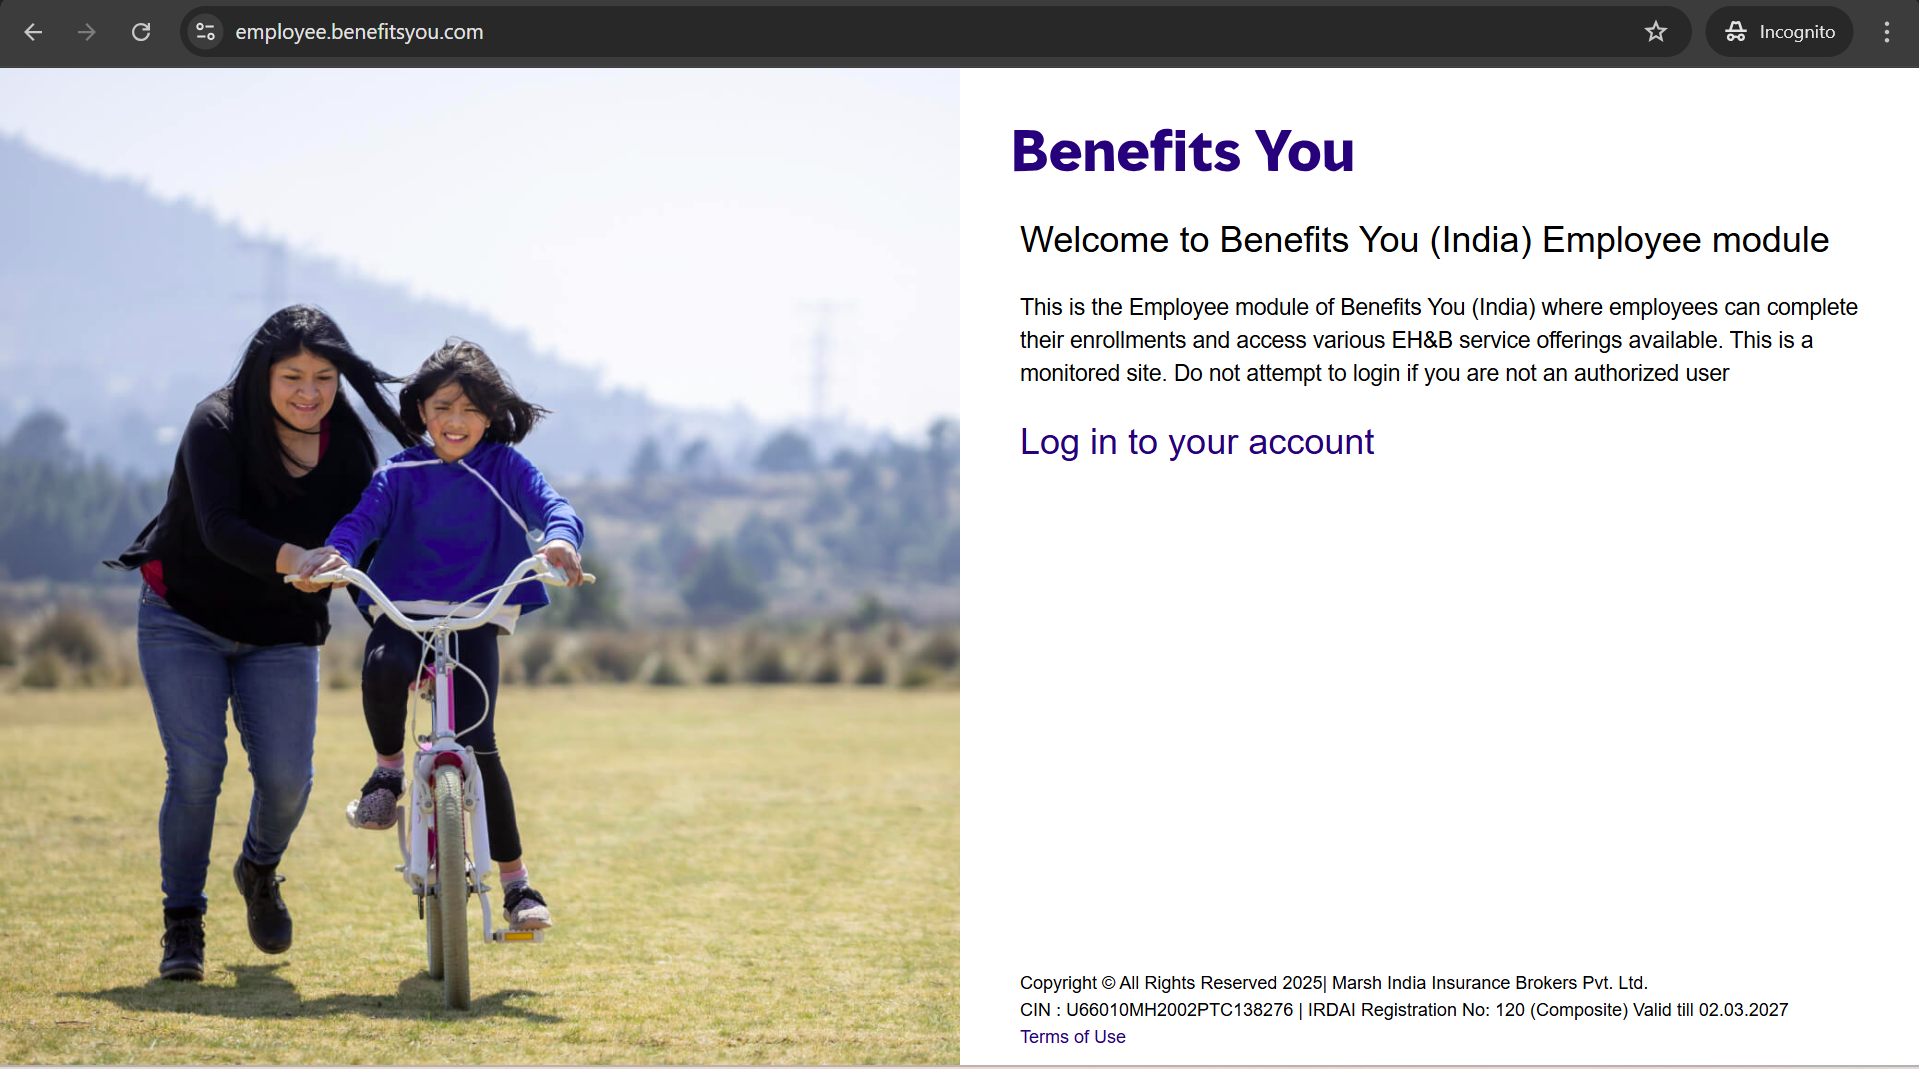 employee.benefitsyou.com
Incognito
Benefits You
Welcome to Benefits You (India) Employee module
This is the Employee module of Benefits You (India) where employees can complete
their enrollments and access various EH&B service offerings available. This is a
monitored site. Do not attempt to login if you are not an authorized user
Log in to your account
Copyright © All Rights Reserved 2025| Marsh India Insurance Brokers Pvt. Ltd.
CIN : U66010MH2002PTC138276 | IRDAI Registration No: 120 (Composite) Valid till 02.03.2027
Terms of Use